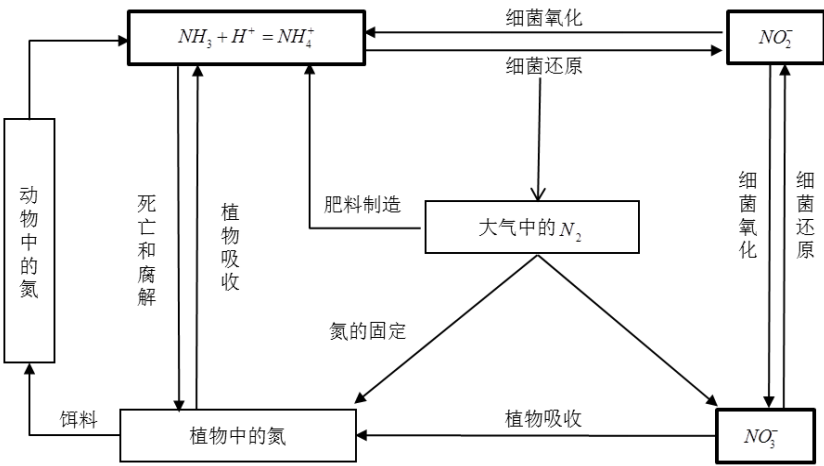 细菌氧化
NH₃ + H⁺ = NH₄⁺
NO₂⁻
细菌还原
动物中的氮
死亡和腐解
植物吸收
肥料制造
大气中的 N₂
细菌氧化
细菌还原
氮的固定
饵料
植物中的氮
植物吸收
NO₃⁻